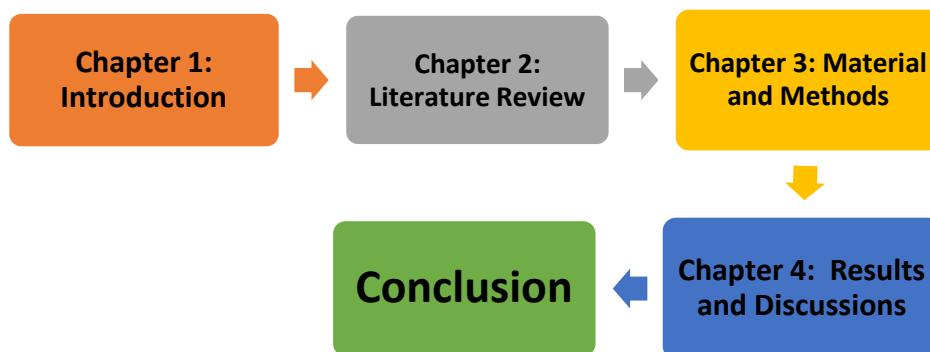 Chapter 1:
Introduction
Chapter 2:
Literature Review
Chapter 3: Material
and Methods
Chapter 4:  Results
and Discussions
Conclusion